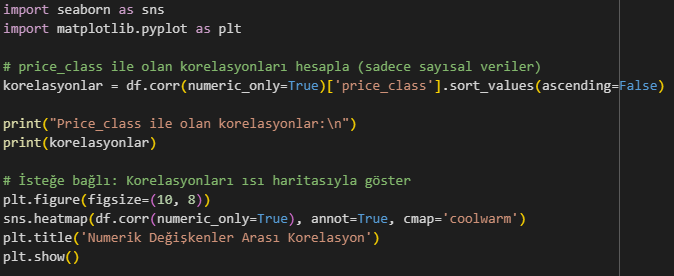 import seaborn as sns
import matplotlib.pyplot as plt
# price_class ile olan korelasyonları hesapla (sadece sayısal veriler)
korelasyonlar = df.corr(numeric_only=True)['price_class'].sort_values(ascending=False)
print("Price_class ile olan korelasyonlar:\n")
print(korelasyonlar)
# İsteğe bağlı: Korelasyonları ısı haritasıyla göster
plt.figure(figsize=(10, 8))
sns.heatmap(df.corr(numeric_only=True), annot=True, cmap='coolwarm')
plt.title('Numerik Değişkenler Arası Korelasyon')
plt.show()